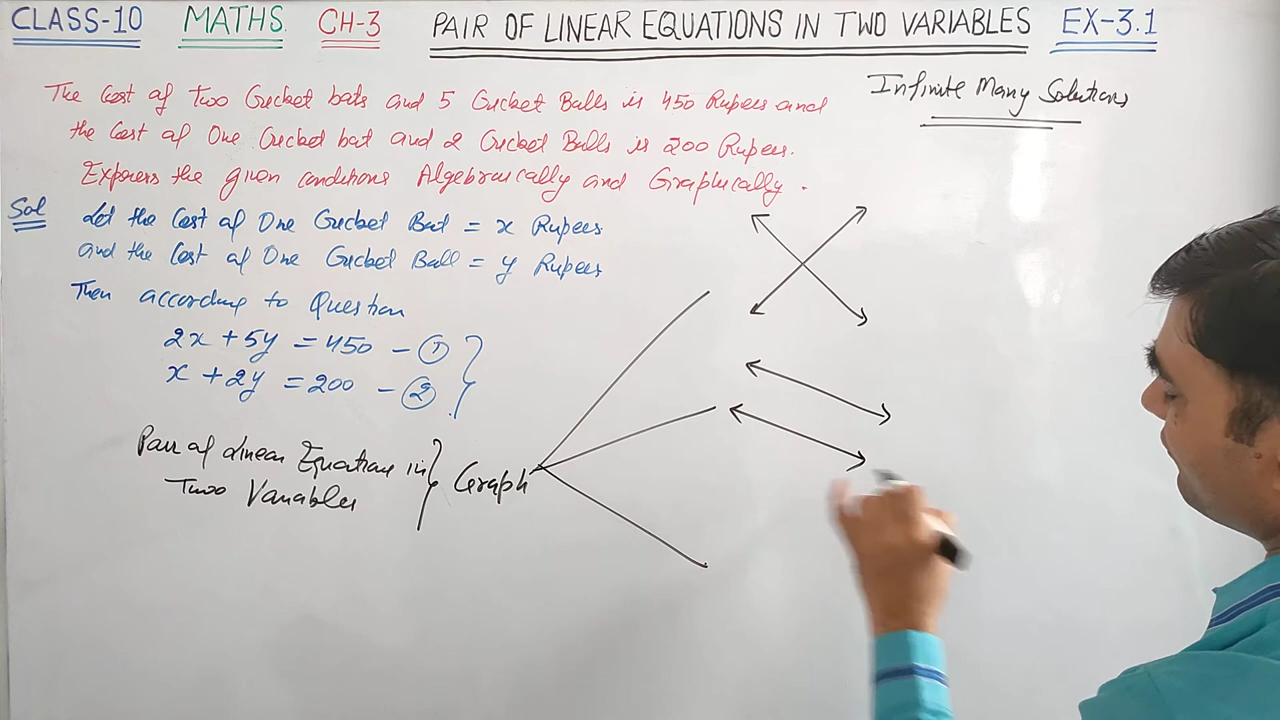 CLASS-10 MATHS CH-3 PAIR OF LINEAR EQUATIONS IN TWO VARIABLES EX-3.1
The Cost of Two Cricket bats and 5 Cricket Balls is 450 Rupees and
the Cost of One Cricket bat and 2 Cricket Balls is 200 Rupees.
Express the given conditions Algebraically and Graphically.
Infinite Many Solutions
Sol Let the Cost of One Cricket Bat = x Rupees
and the Cost of One Cricket Ball = y Rupees
Then according to Question
2x + 5y = 450 - ①
x + 2y = 200 - ②
Pair of Linear Equation in
Two Variables
Graph